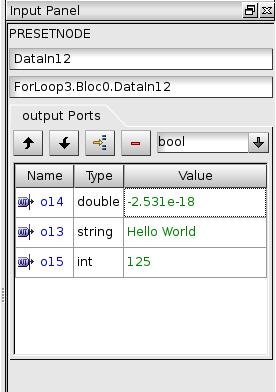 Input Panel
PRESETNODE
DataIn12
ForLoop3.Bloc0.DataIn12
output Ports
bool
Name Type Value
o14 double -2.531e-18
o13 string Hello World
o15 int 125